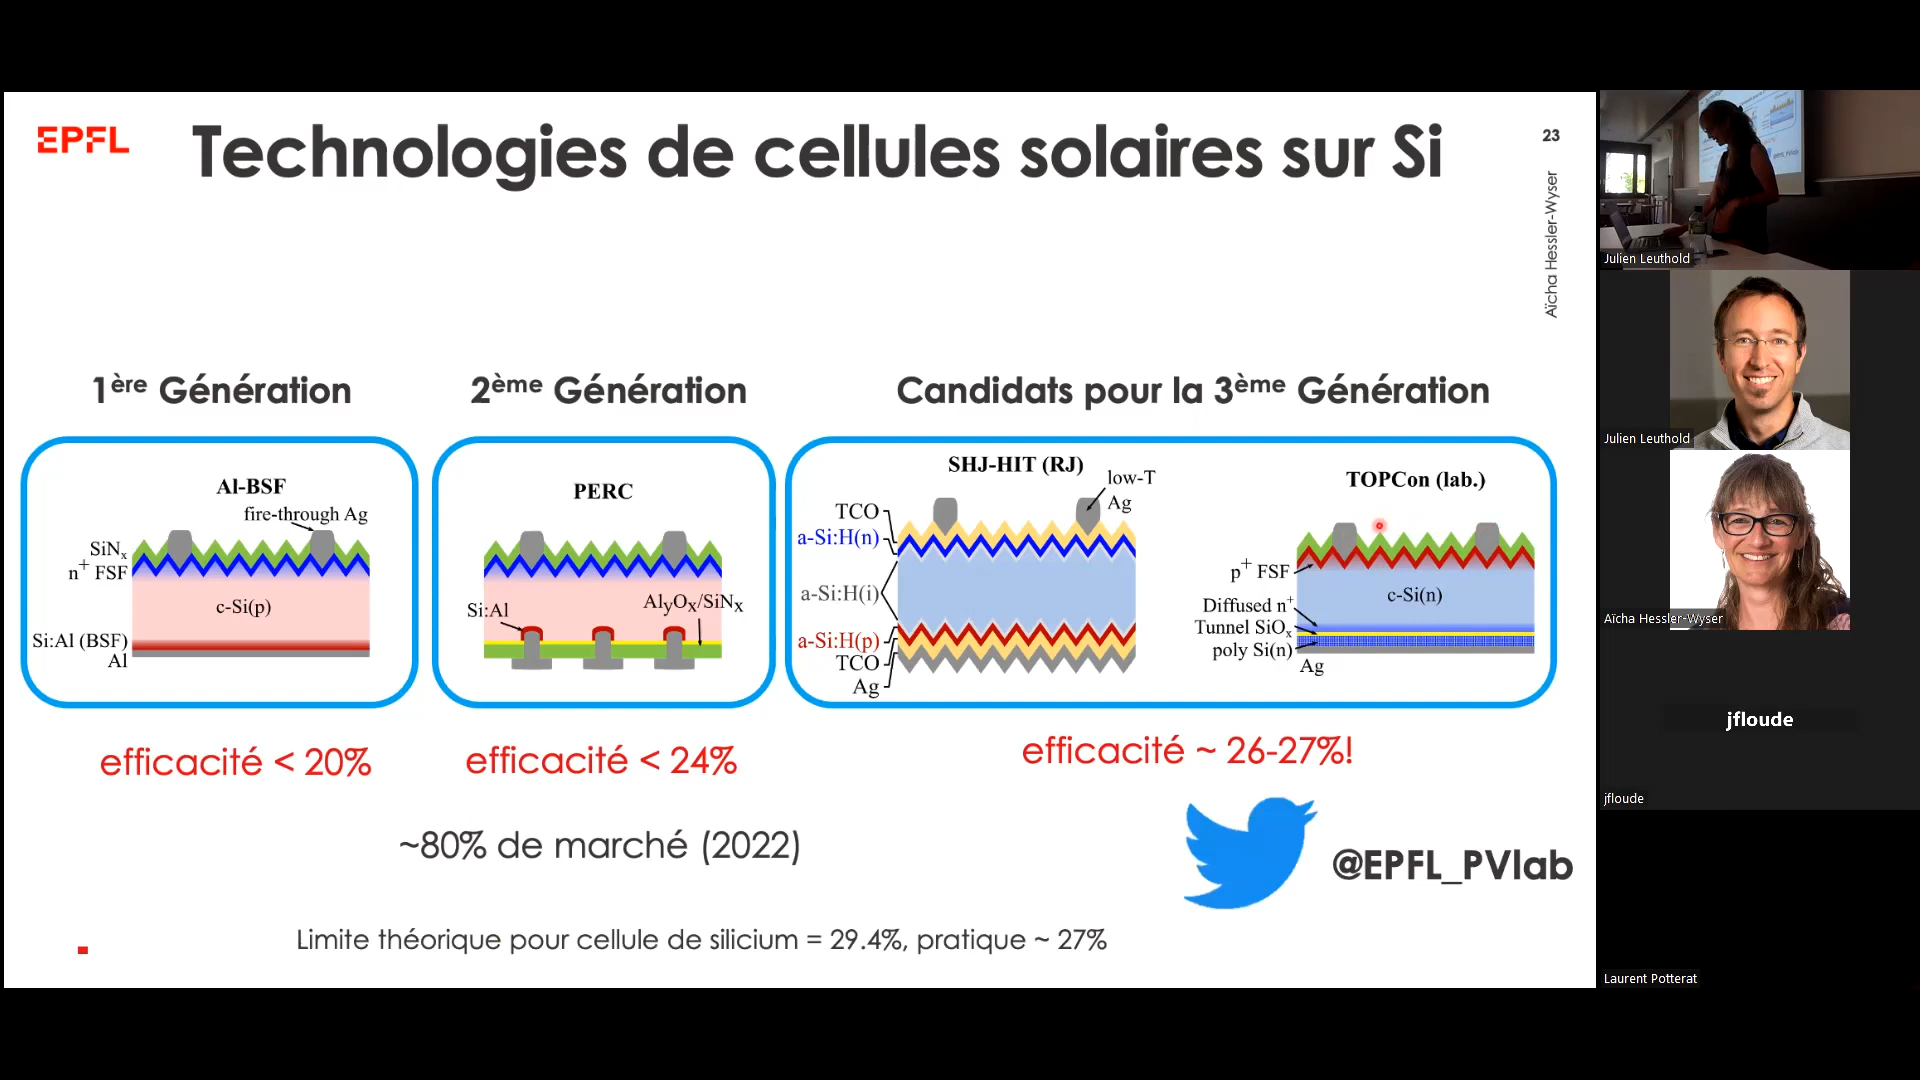 EPFL
Technologies de cellules solaires sur Si
23
Aïcha Hessler-Wyser
1ère Génération
2ème Génération
Candidats pour la 3ème Génération
Al-BSF
fire-through Ag
SiNx
n+ FSF
c-Si(p)
Si:Al (BSF)
Al
PERC
Si:Al
AlyOx/SiNx
SHJ-HIT (RJ)
low-T
Ag
TCO
a-Si:H(n)
a-Si:H(i)
a-Si:H(p)
TCO
Ag
TOPCon (lab.)
p+ FSF
c-Si(n)
Diffused n+
Tunnel SiOx
poly Si(n)
Ag
efficacité < 20%
efficacité < 24%
efficacité ~ 26-27%!
~80% de marché (2022)
@EPFL_PVlab
Limite théorique pour cellule de silicium = 29.4%, pratique ~ 27%
Julien Leuthold
Julien Leuthold
Aïcha Hessler-Wyser
jfloude
jfloude
Laurent Potterat